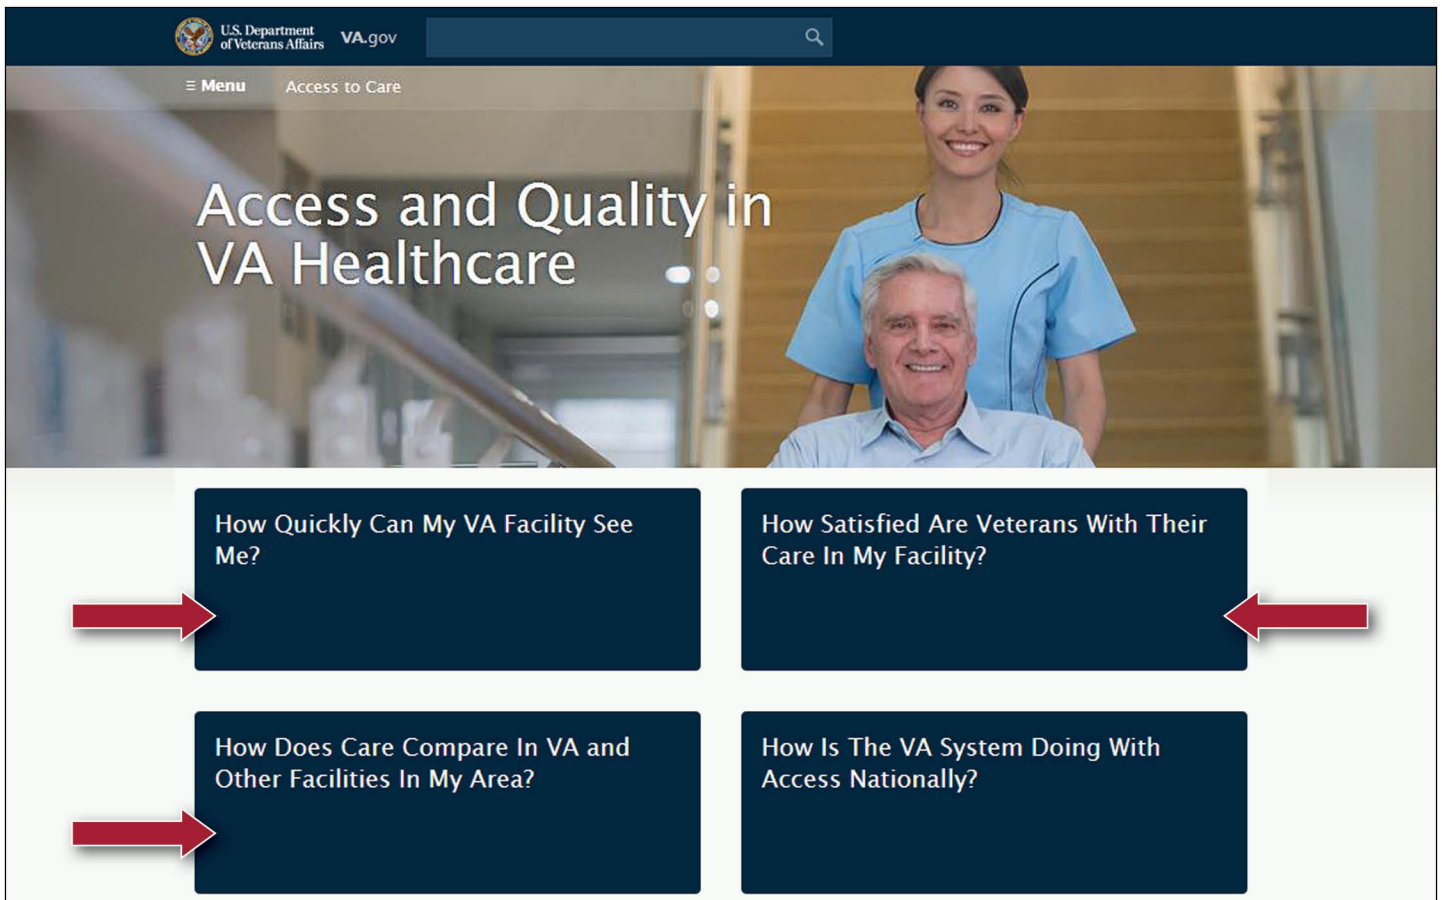 U.S. Department
of Veterans Affairs
VA.gov
≡ Menu
Access to Care
Access and Quality in
VA Healthcare
How Quickly Can My VA Facility See
Me?
How Satisfied Are Veterans With Their
Care In My Facility?
How Does Care Compare In VA and
Other Facilities In My Area?
How Is The VA System Doing With
Access Nationally?